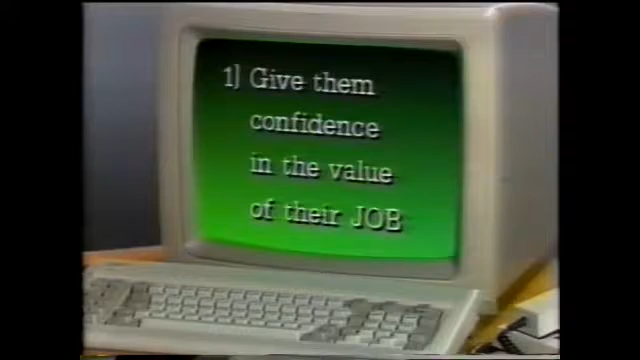 1) Give them
confidence
in the value
of their JOB